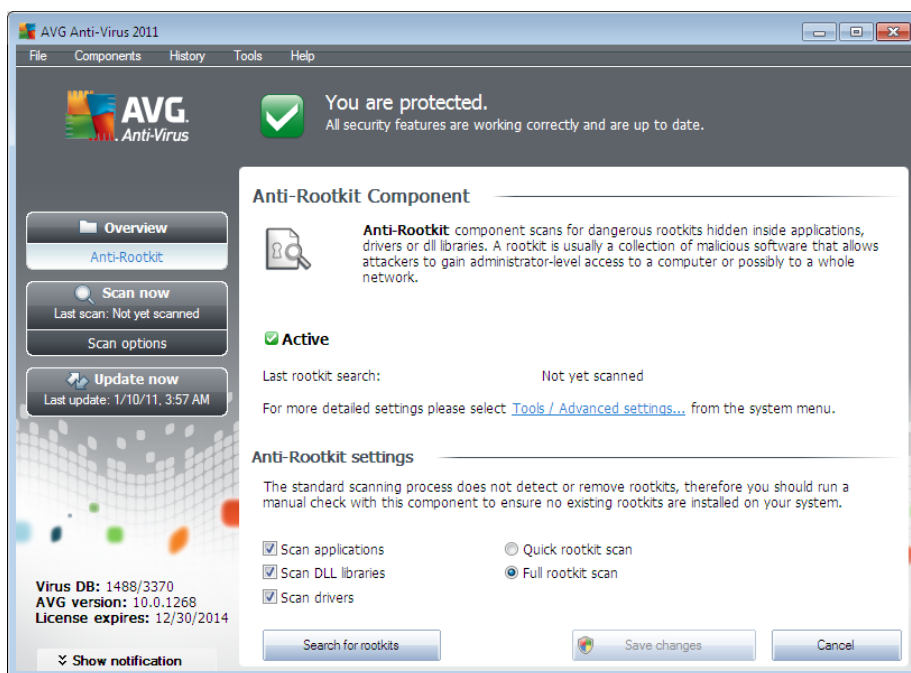 AVG Anti-Virus 2011
File Components History Tools Help
AVG.
Anti-Virus
You are protected.
All security features are working correctly and are up to date.
Overview
Anti-Rootkit
Scan now
Last scan: Not yet scanned
Scan options
Update now
Last update: 1/10/11, 3:57 AM
Virus DB: 1488/3370
AVG version: 10.0.1268
License expires: 12/30/2014
Show notification
Anti-Rootkit Component
Anti-Rootkit component scans for dangerous rootkits hidden inside applications,
drivers or dll libraries. A rootkit is usually a collection of malicious software that allows
attackers to gain administrator-level access to a computer or possibly to a whole
network.
Active
Last rootkit search: Not yet scanned
For more detailed settings please select Tools / Advanced settings... from the system menu.
Anti-Rootkit settings
The standard scanning process does not detect or remove rootkits, therefore you should run a
manual check with this component to ensure no existing rootkits are installed on your system.
Scan applications Quick rootkit scan
Scan DLL libraries Full rootkit scan
Scan drivers
Search for rootkits Save changes Cancel